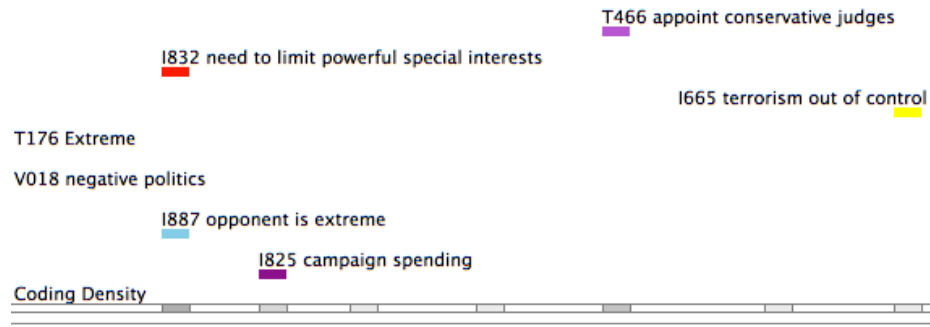 T466 appoint conservative judges
I832 need to limit powerful special interests
I665 terrorism out of control
T176 Extreme
V018 negative politics
I887 opponent is extreme
I825 campaign spending
Coding Density